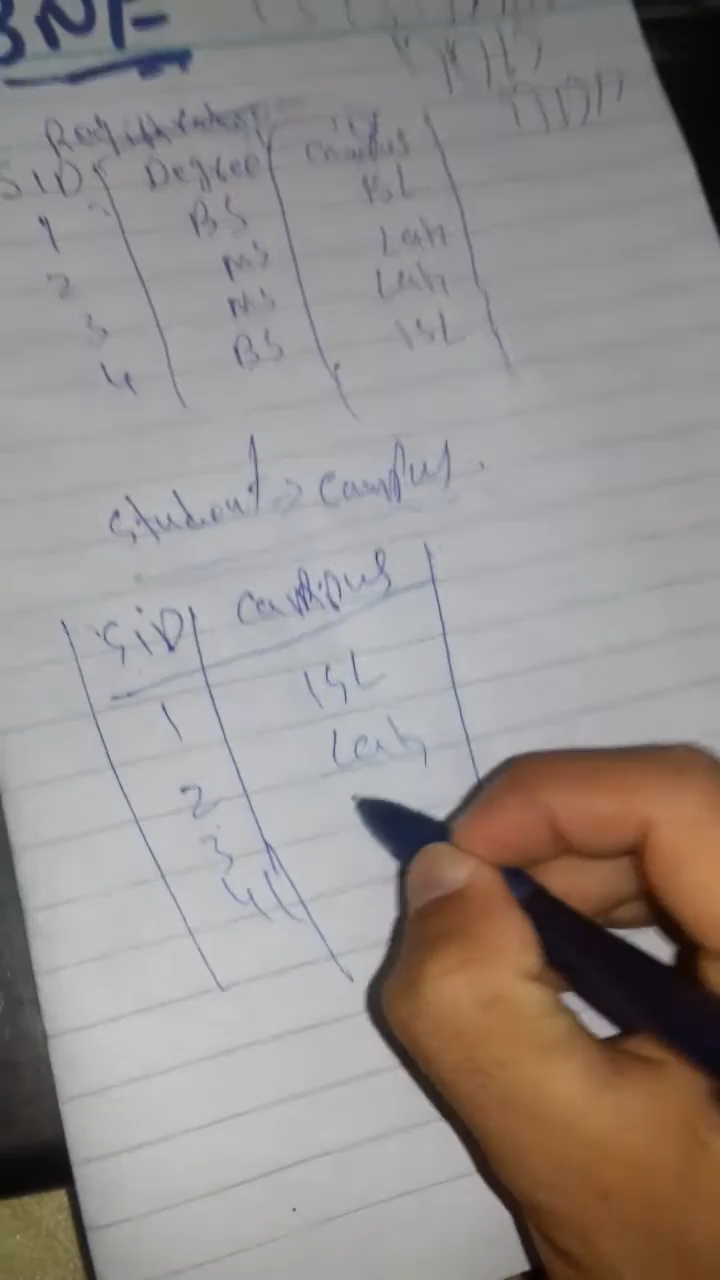 BNF
SID Degree Campus
1 BS ISL
2 MS Lah
3 MS Lah
4 BS ISL
Student > campus.
SID campus
1 ISL
2 Lah
3
4